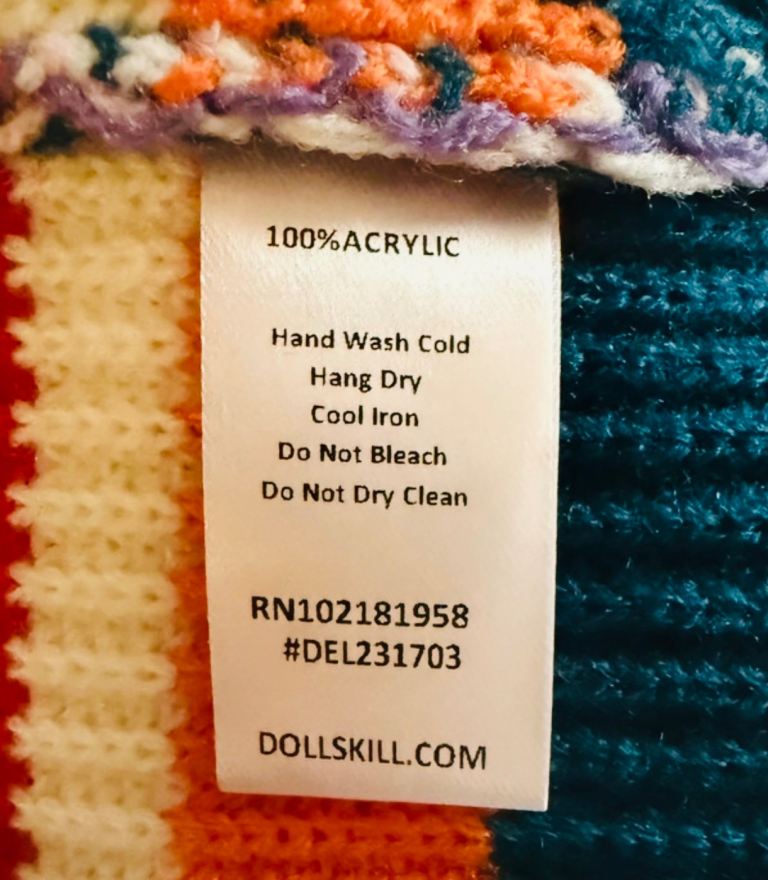 100%ACRYLIC
Hand Wash Cold
Hang Dry
Cool Iron
Do Not Bleach
Do Not Dry Clean
RN102181958
#DEL231703
DOLLSKILL.COM